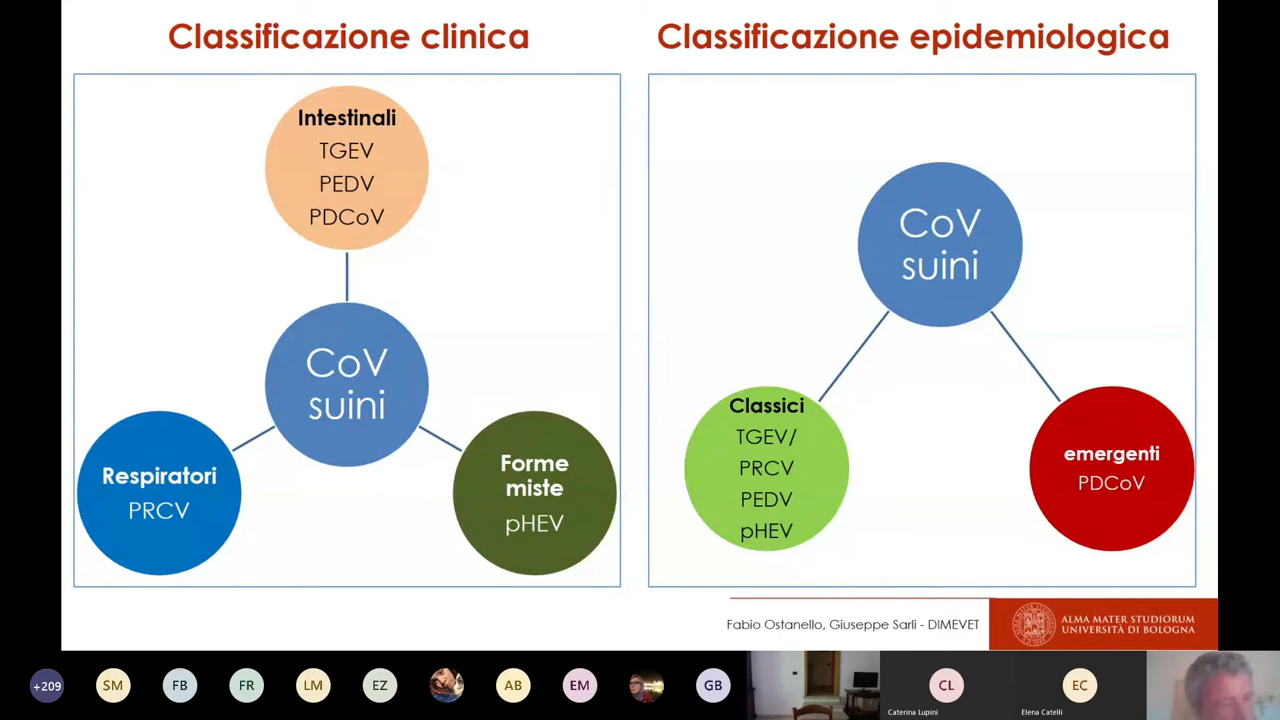 Classificazione clinica
Classificazione epidemiologica
Intestinali
TGEV
PEDV
PDCoV
CoV
suini
Respiratori
PRCV
Forme
miste
pHEV
CoV
suini
Classici
TGEV/
PRCV
PEDV
pHEV
emergenti
PDCoV
Fabio Ostanello, Giuseppe Sarli - DIMEVET
ALMA MATER STUDIORUM
UNIVERSITÀ DI BOLOGNA
+209
SM
FB
FR
LM
EZ
AB
EM
GB
CL
Caterina Lupini
EC
Elena Catelli